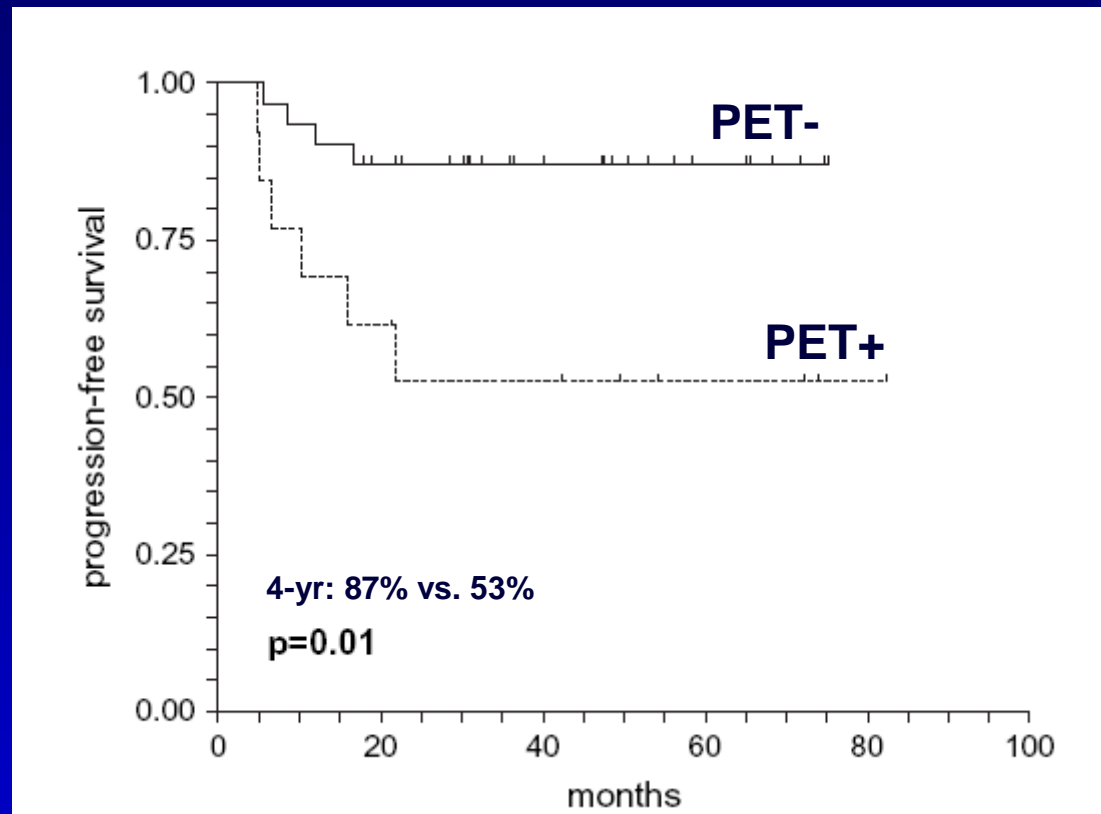 1.00
PET-
0.75
PET+
0.50
progression-free survival
0.25
4-yr: 87% vs. 53%
p=0.01
0.00
0 20 40 60 80 100
months